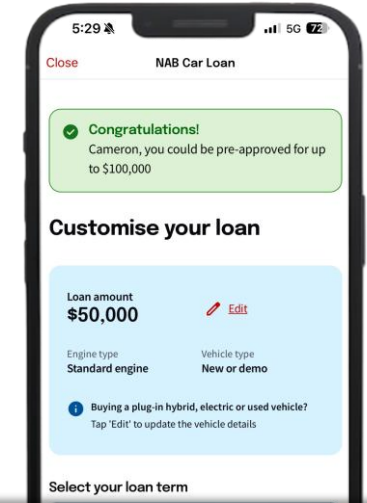 5:29 5G 72
Close NAB Car Loan
Congratulations!
Cameron, you could be pre-approved for up
to $100,000
Customise your loan
Loan amount
$50,000 Edit
Engine type Vehicle type
Standard engine New or demo
Buying a plug-in hybrid, electric or used vehicle?
Tap 'Edit' to update the vehicle details
Select your loan term